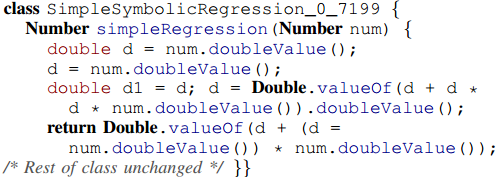 class SimpleSymbolicRegression_0_7199 {
Number simpleRegression(Number num) {
double d = num.doubleValue();
d = num.doubleValue();
double d1 = d; d = Double.valueOf(d + d *
d * num.doubleValue()).doubleValue();
return Double.valueOf(d + (d =
num.doubleValue()) * num.doubleValue());
/* Rest of class unchanged */ }}